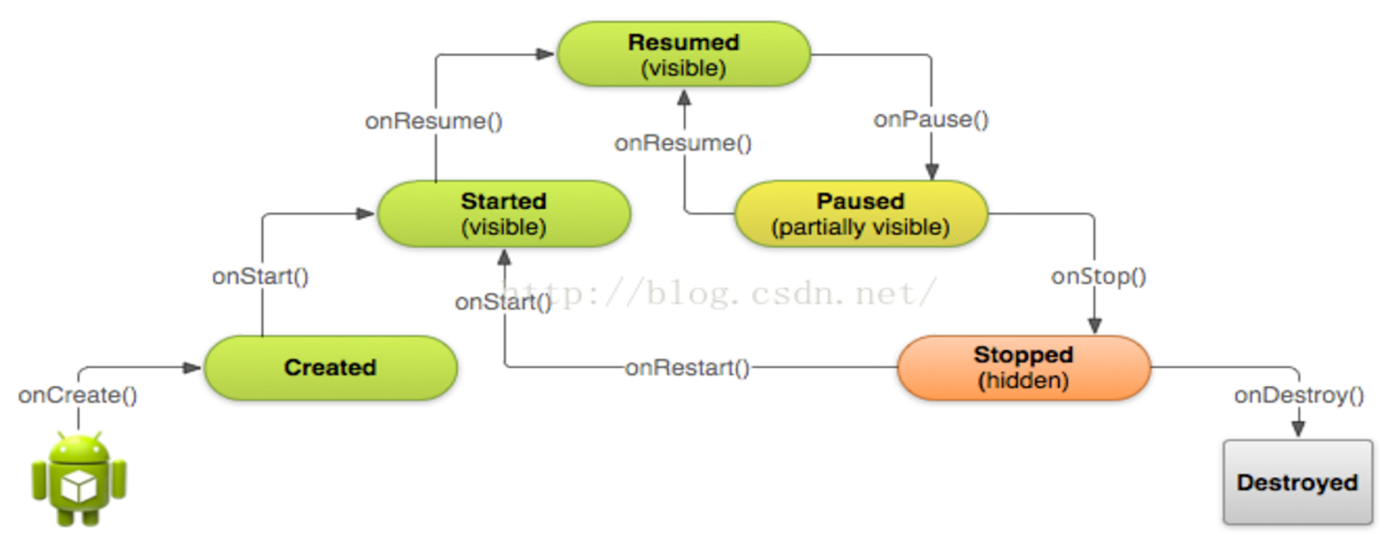 Resumed
(visible)
onResume()
onPause()
onResume()
Started
(visible)
Paused
(partially visible)
onStart()
onStop()
onStart()
http://blog.csdn.net/
Created
onRestart()
Stopped
(hidden)
onCreate()
onDestroy()
Destroyed